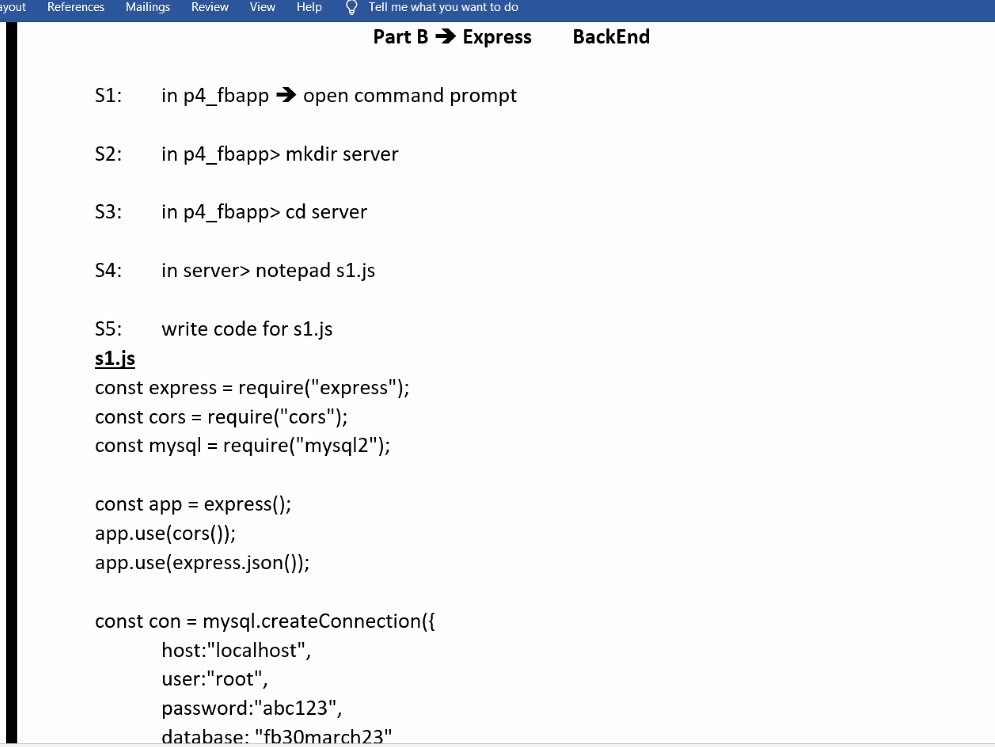 ayout References Mailings Review View Help Tell me what you want to do
Part B ➔ Express BackEnd
S1: in p4_fbapp ➔ open command prompt
S2: in p4_fbapp> mkdir server
S3: in p4_fbapp> cd server
S4: in server> notepad s1.js
S5: write code for s1.js
s1.js
const express = require("express");
const cors = require("cors");
const mysql = require("mysql2");
const app = express();
app.use(cors());
app.use(express.json());
const con = mysql.createConnection({
host:"localhost",
user:"root",
password:"abc123",
database: "fb30march23"